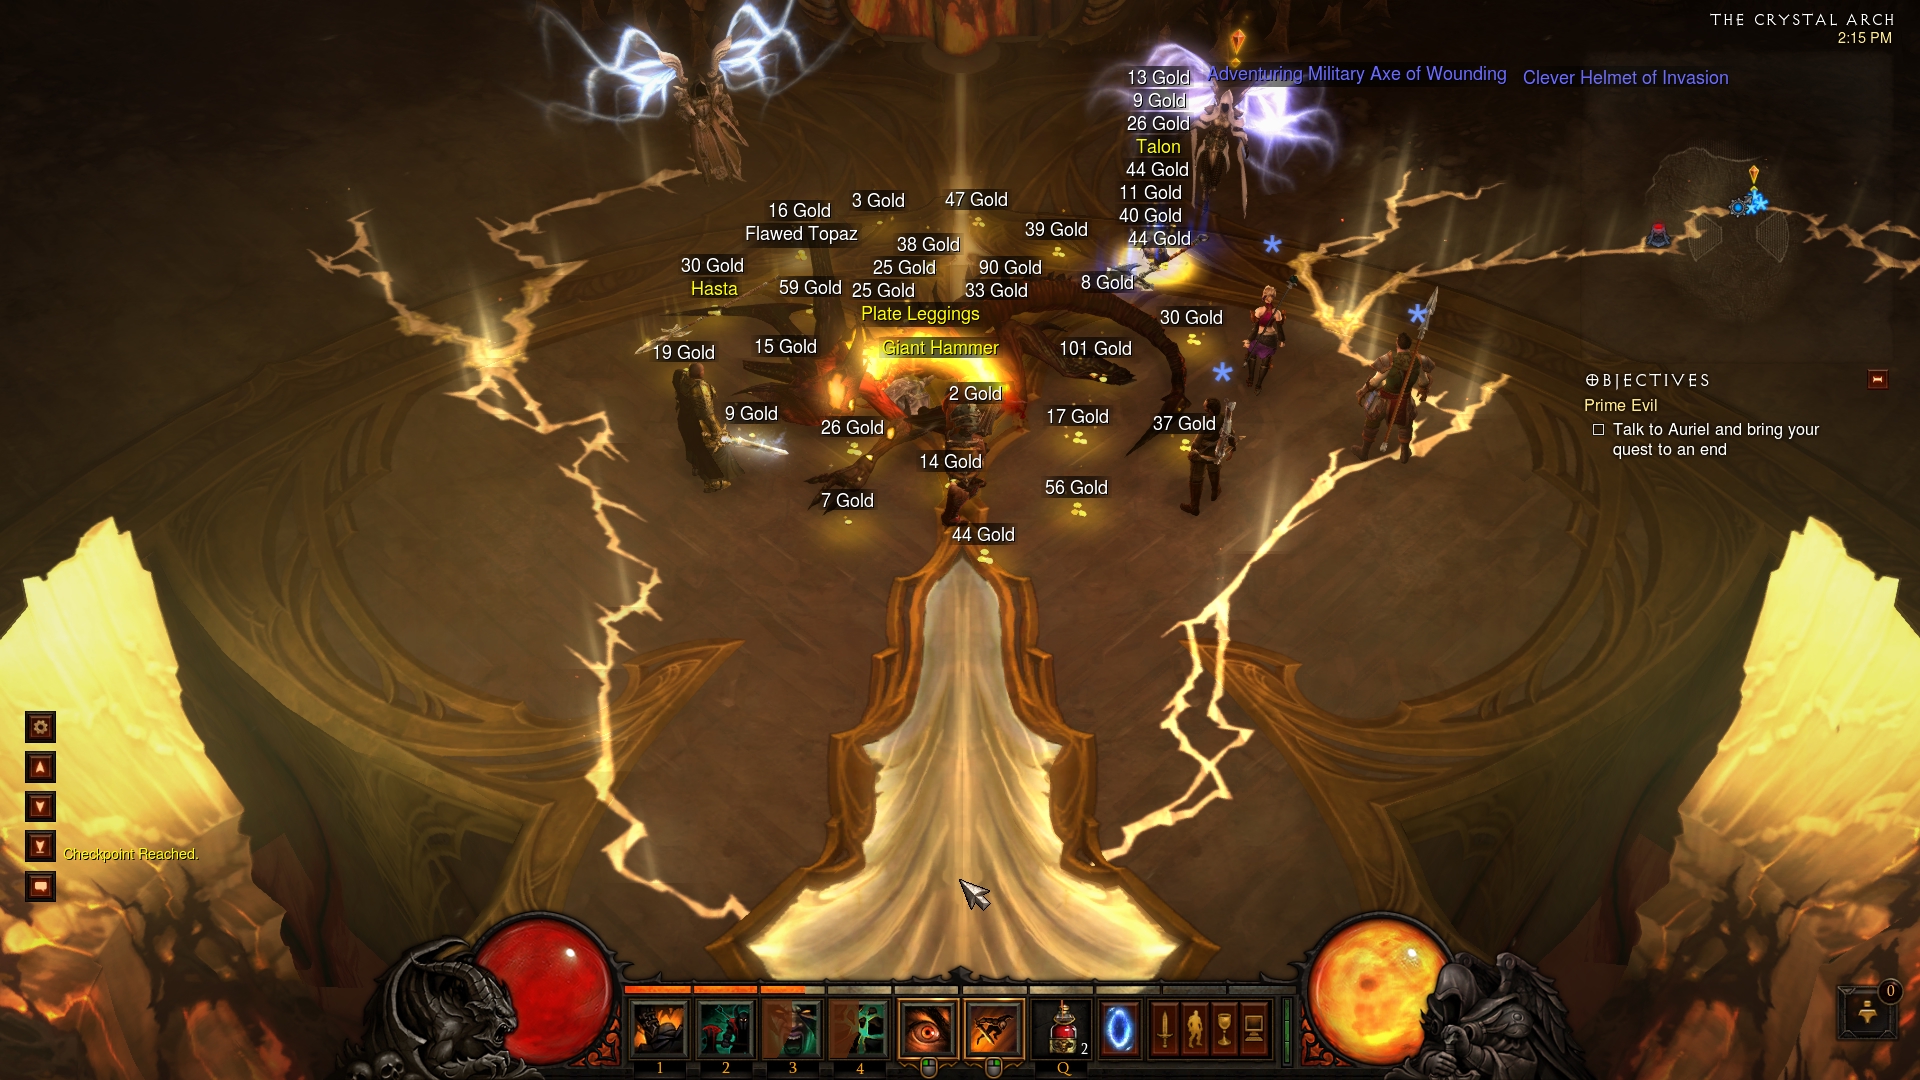 THE CRYSTAL ARCH
2:15 PM
13 Gold
Adventuring Military Axe of Wounding
Clever Helmet of Invasion
9 Gold
26 Gold
Talon
44 Gold
11 Gold
40 Gold
44 Gold
3 Gold
47 Gold
16 Gold
39 Gold
Flawed Topaz
38 Gold
30 Gold
25 Gold
90 Gold
Hasta
59 Gold
25 Gold
33 Gold
8 Gold
Plate Leggings
30 Gold
19 Gold
15 Gold
Giant Hammer
101 Gold
2 Gold
9 Gold
26 Gold
17 Gold
37 Gold
14 Gold
7 Gold
56 Gold
44 Gold
OBJECTIVES
Prime Evil
Talk to Auriel and bring your
quest to an end
Checkpoint Reached.
0
2
1
2
3
4
Q